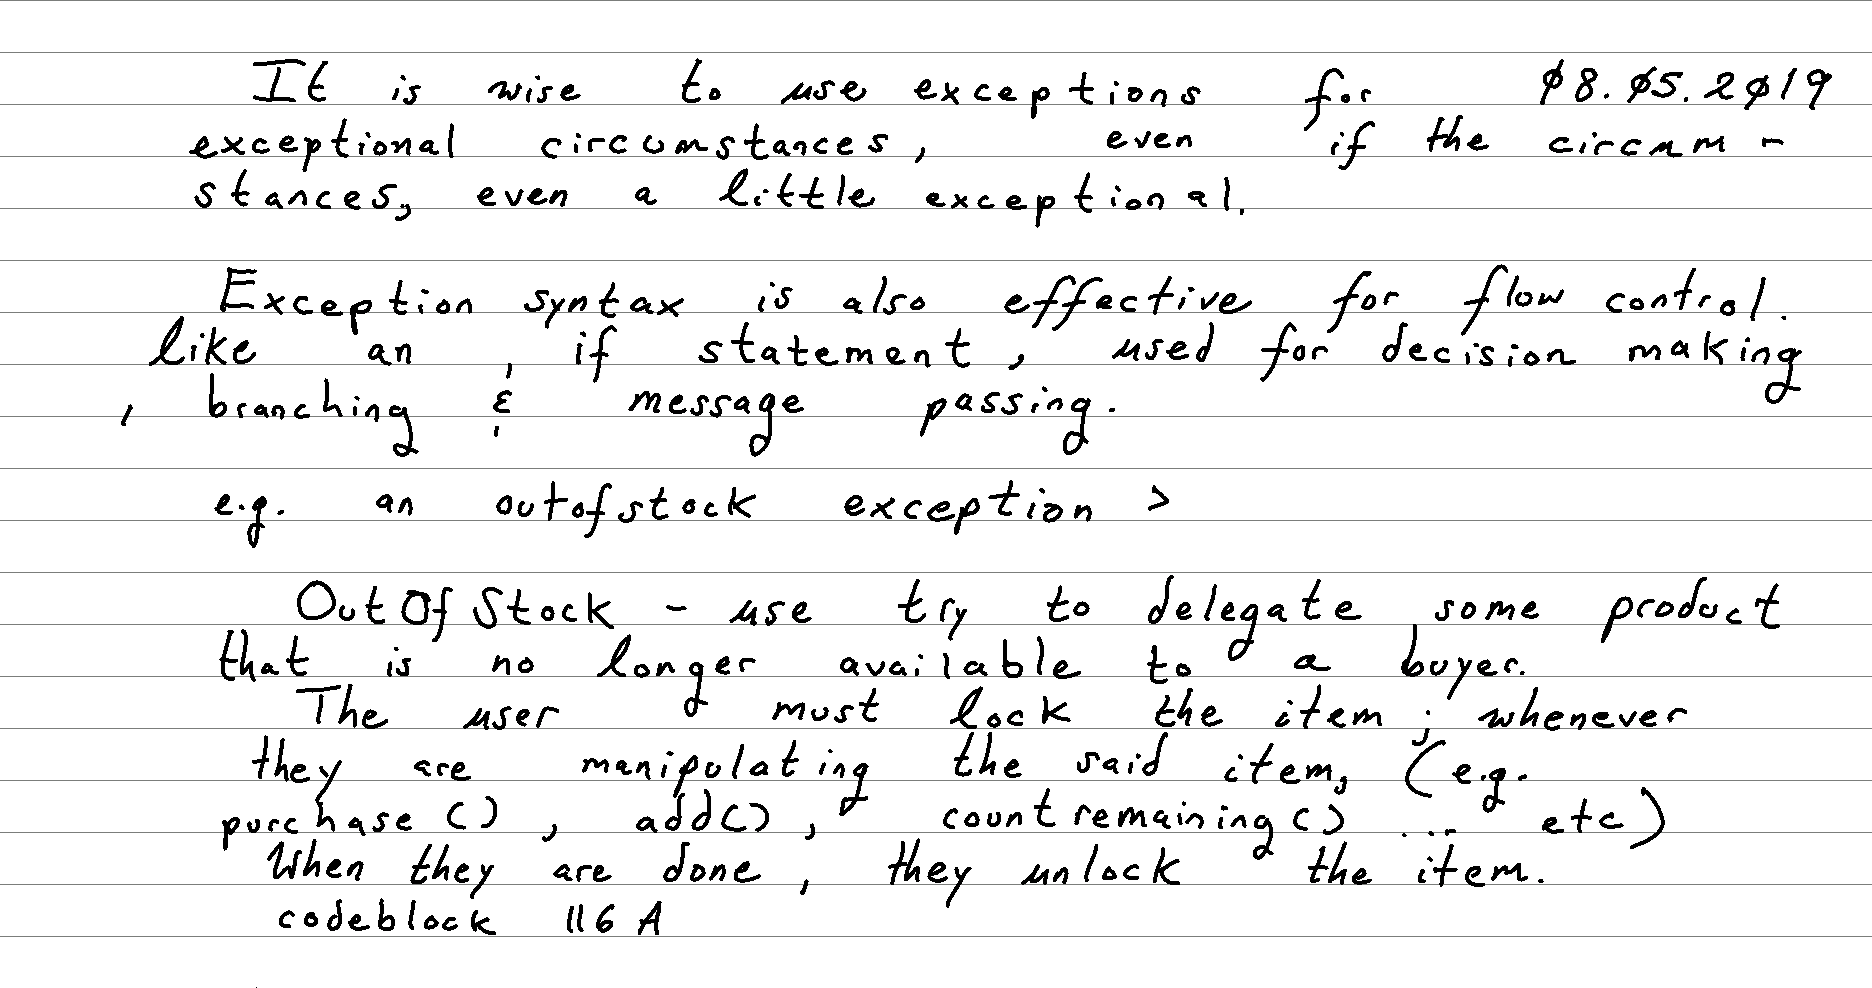 It is wise to use exceptions for 08.05.2019
exceptional circumstances, even if the circum-
stances, even a little exceptional.
Exception syntax is also effective for flow control.
like an , if statement, used for decision making
, branching & message passing.
e.g. an outofstock exception >
OutOfStock - use try to delegate some product
that is no longer available to a buyer.
The user must lock the item; whenever
they are manipulating the said item, (e.g.
purchase(), add(), countremaining() ... etc)
When they are done, they unlock the item.
codeblock 116A